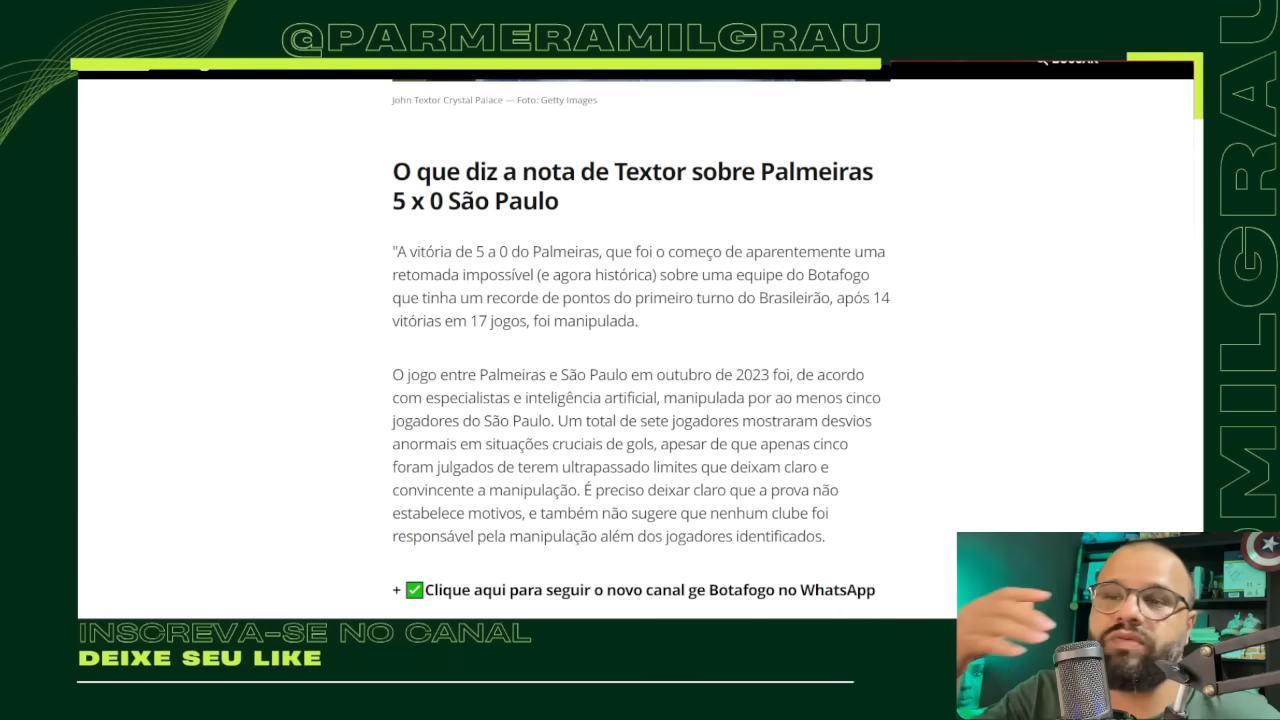 @PARMERAMILGRAU
John Textor Crystal Palace — Foto: Getty Images
O que diz a nota de Textor sobre Palmeiras
5 x 0 São Paulo
"A vitória de 5 a 0 do Palmeiras, que foi o começo de aparentemente uma
retomada impossível (e agora histórica) sobre uma equipe do Botafogo
que tinha um recorde de pontos do primeiro turno do Brasileirão, após 14
vitórias em 17 jogos, foi manipulada.
O jogo entre Palmeiras e São Paulo em outubro de 2023 foi, de acordo
com especialistas e inteligência artificial, manipulada por ao menos cinco
jogadores do São Paulo. Um total de sete jogadores mostraram desvios
anormais em situações cruciais de gols, apesar de que apenas cinco
foram julgados de terem ultrapassado limites que deixam claro e
convincente a manipulação. É preciso deixar claro que a prova não
estabelece motivos, e também não sugere que nenhum clube foi
responsável pela manipulação além dos jogadores identificados.
+ ✅Clique aqui para seguir o novo canal ge Botafogo no WhatsApp
INSCREVA-SE NO CANAL
DEIXE SEU LIKE
MILGRAU